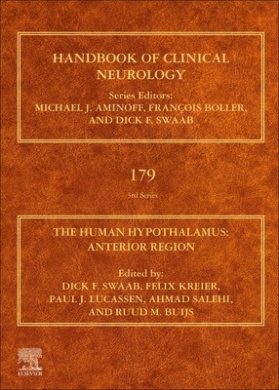 HANDBOOK OF CLINICAL
NEUROLOGY
Series Editors:
MICHAEL J. AMINOFF, FRANÇOIS BOLLER,
AND DICK F. SWAAB
179
3rd Series
THE HUMAN HYPOTHALAMUS:
ANTERIOR REGION
Edited by:
DICK F. SWAAB, FELIX KREIER,
PAUL J. LUCASSEN, AHMAD SALEHI,
AND RUUD M. BUIJS
ELSEVIER